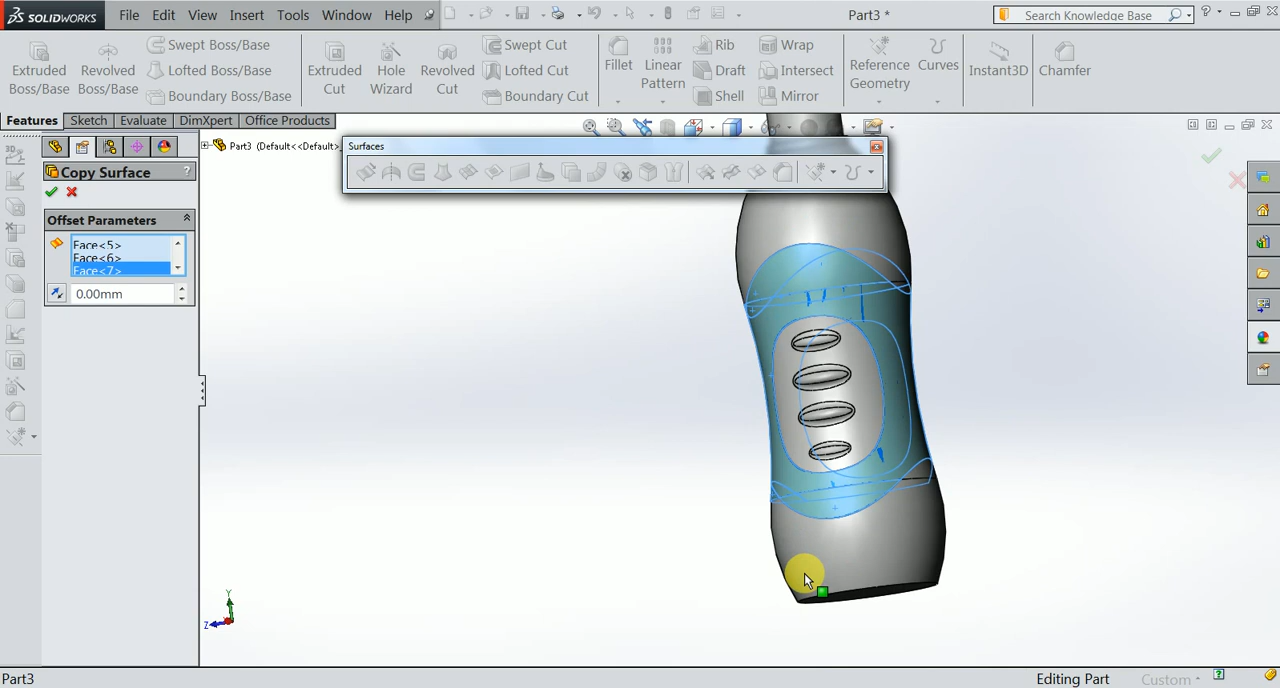 SOLIDWORKS File Edit View Insert Tools Window Help Part3 * Search Knowledge Base ?
Extruded Boss/Base
Revolved Boss/Base
Swept Boss/Base
Lofted Boss/Base
Boundary Boss/Base
Extruded Cut
Hole Wizard
Revolved Cut
Swept Cut
Lofted Cut
Boundary Cut
Fillet
Linear Pattern
Rib
Draft
Shell
Wrap
Intersect
Mirror
Reference Geometry
Curves
Instant3D
Chamfer
Features Sketch Evaluate DimXpert Office Products
Part3 (Default<<Default>
Surfaces
Copy Surface ?
Offset Parameters
Face<5>
Face<6>
Face<7>
0.00mm
Y
Z
Part3 Editing Part Custom ?